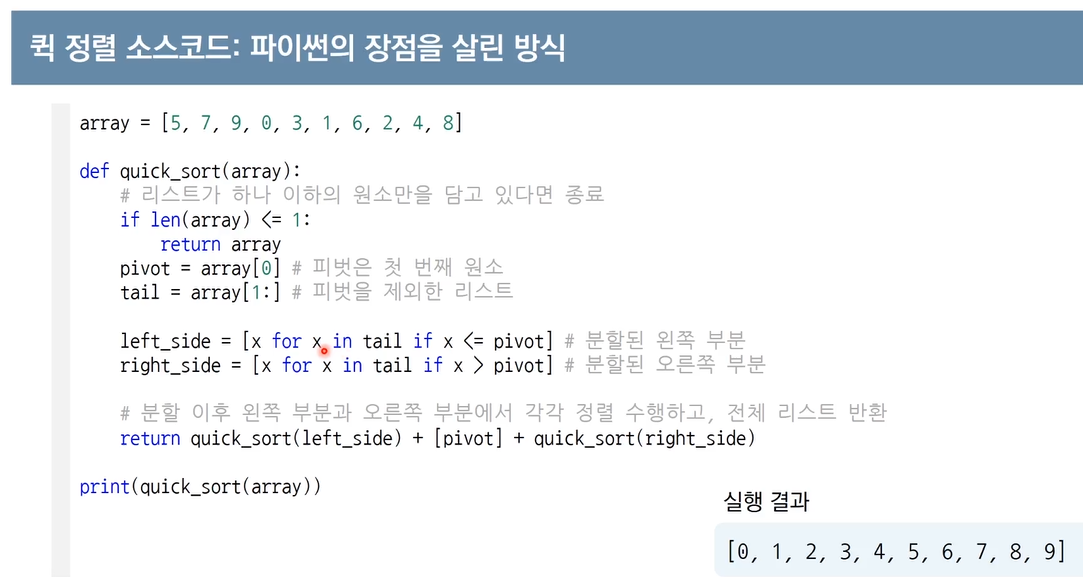 퀵 정렬 소스코드: 파이썬의 장점을 살린 방식
array = [5, 7, 9, 0, 3, 1, 6, 2, 4, 8]
def quick_sort(array):
    # 리스트가 하나 이하의 원소만을 담고 있다면 종료
    if len(array) <= 1:
        return array
    pivot = array[0] # 피벗은 첫 번째 원소
    tail = array[1:] # 피벗을 제외한 리스트
    left_side = [x for x in tail if x <= pivot] # 분할된 왼쪽 부분
    right_side = [x for x in tail if x > pivot] # 분할된 오른쪽 부분
    # 분할 이후 왼쪽 부분과 오른쪽 부분에서 각각 정렬 수행하고, 전체 리스트 반환
    return quick_sort(left_side) + [pivot] + quick_sort(right_side)
print(quick_sort(array))
실행 결과
[0, 1, 2, 3, 4, 5, 6, 7, 8, 9]